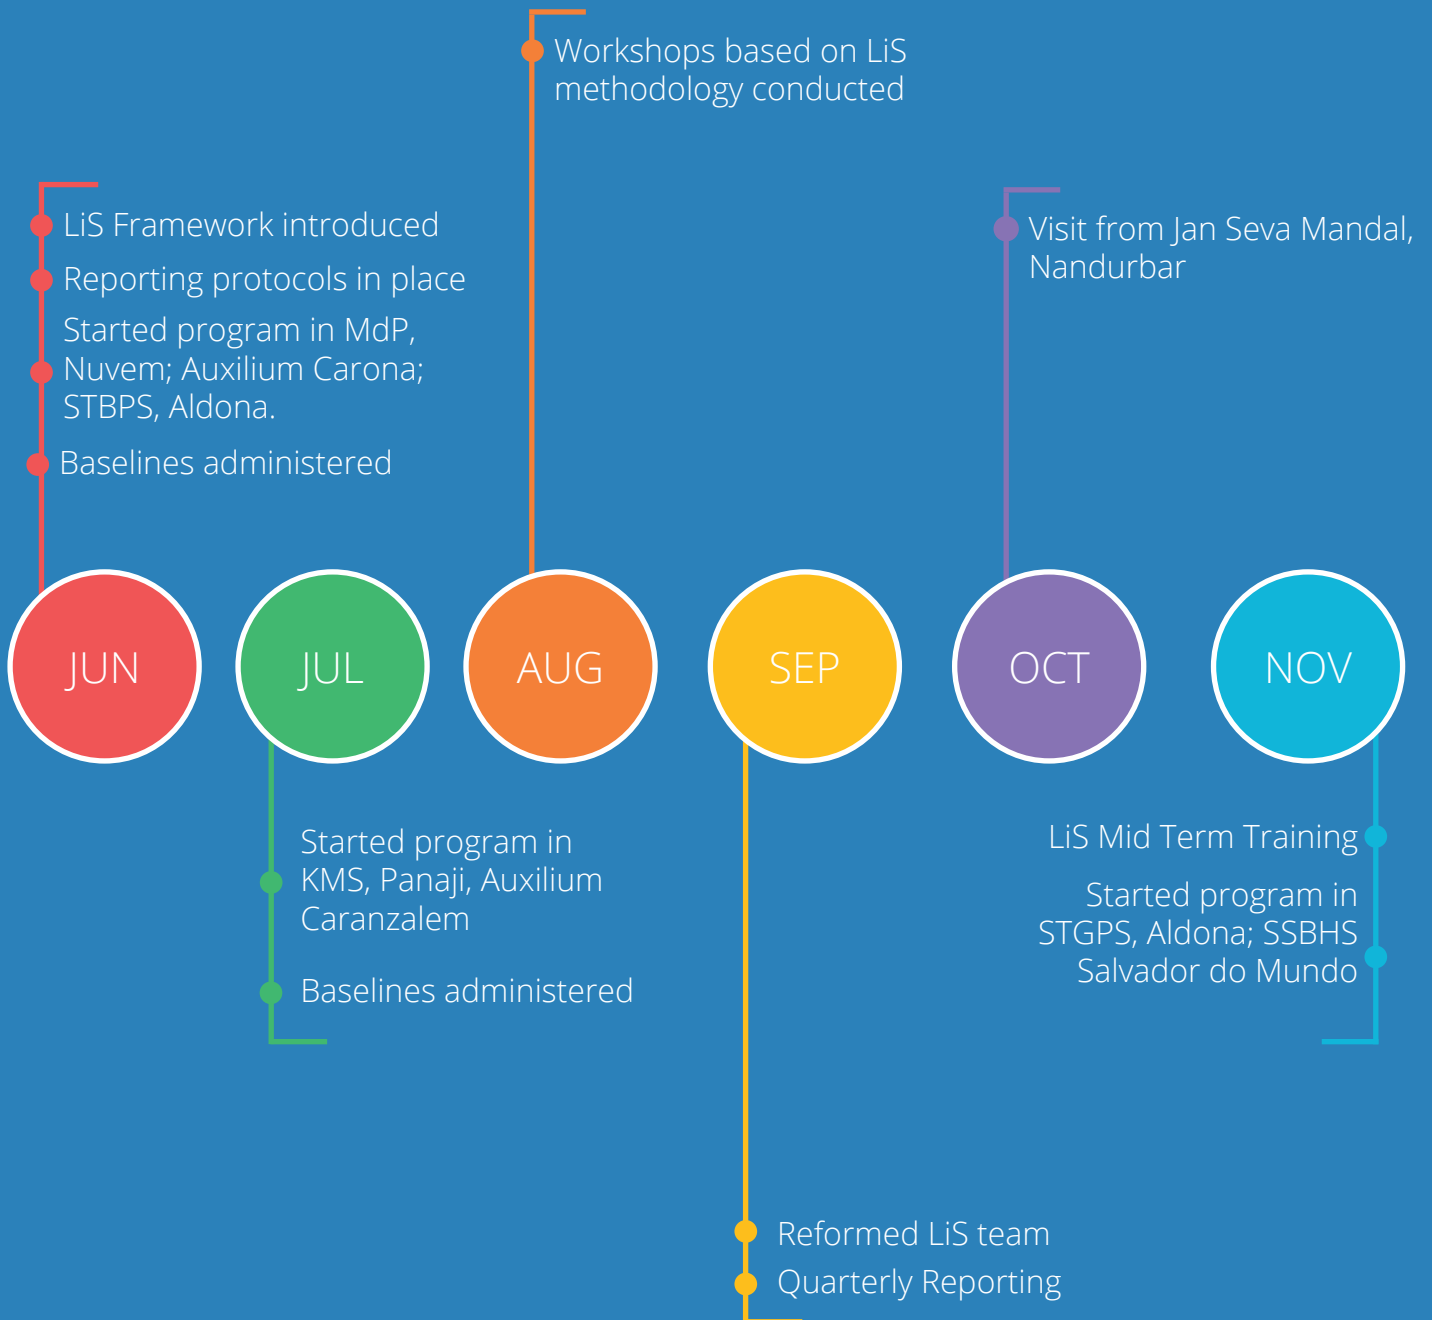 Workshops based on LiS
methodology conducted
LiS Framework introduced
Reporting protocols in place
Started program in MdP,
Nuvem; Auxilium Carona;
STBPS, Aldona.
Baselines administered
Visit from Jan Seva Mandal,
Nandurbar
JUN
JUL
AUG
SEP
OCT
NOV
Started program in
KMS, Panaji, Auxilium
Caranzalem
Baselines administered
LiS Mid Term Training
Started program in
STGPS, Aldona; SSBHS
Salvador do Mundo
Reformed LiS team
Quarterly Reporting